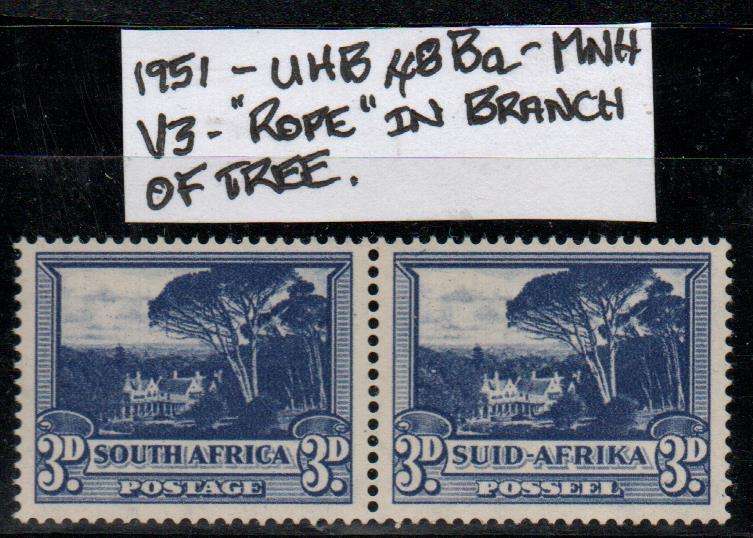 1951 - UHB 48Ba - MNH
V3 - "ROPE" IN BRANCH
OF TREE.
3D SOUTH AFRICA 3D
POSTAGE
3D SUID-AFRIKA 3D
POSSEEL